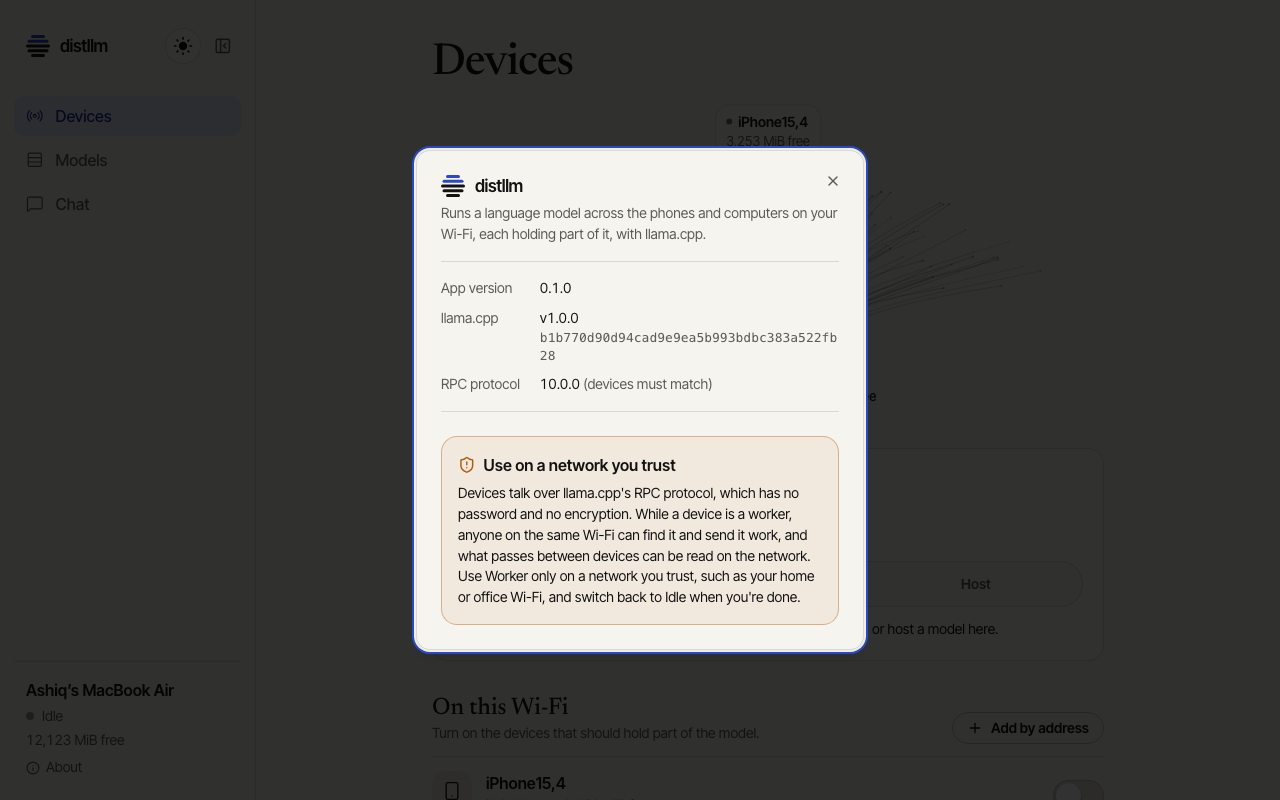 distllm
Devices
Models
Chat
Devices
iPhone15,4
3,253 MiB free
distllm
Runs a language model across the phones and computers on your
Wi-Fi, each holding part of it, with llama.cpp.
App version 0.1.0
llama.cpp v1.0.0
b1b770d90d94cad9e9ea5b993bdbc383a522fb
28
RPC protocol 10.0.0 (devices must match)
Use on a network you trust
Devices talk over llama.cpp's RPC protocol, which has no
password and no encryption. While a device is a worker,
anyone on the same Wi-Fi can find it and send it work, and
what passes between devices can be read on the network.
Use Worker only on a network you trust, such as your home
or office Wi-Fi, and switch back to Idle when you're done.
Host
or host a model here.
On this Wi-Fi
Turn on the devices that should hold part of the model.
Add by address
iPhone15,4
Ashiq's MacBook Air
Idle
12,123 MiB free
About